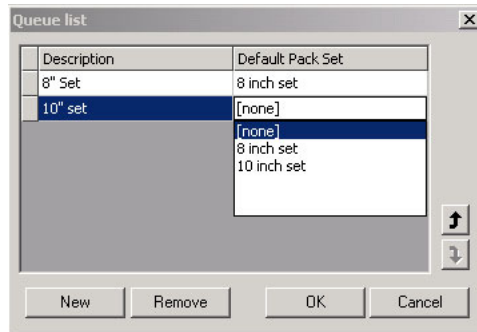 Queue list
Description Default Pack Set
8" Set 8 inch set
10" set [none]
[none]
8 inch set
10 inch set
New Remove OK Cancel